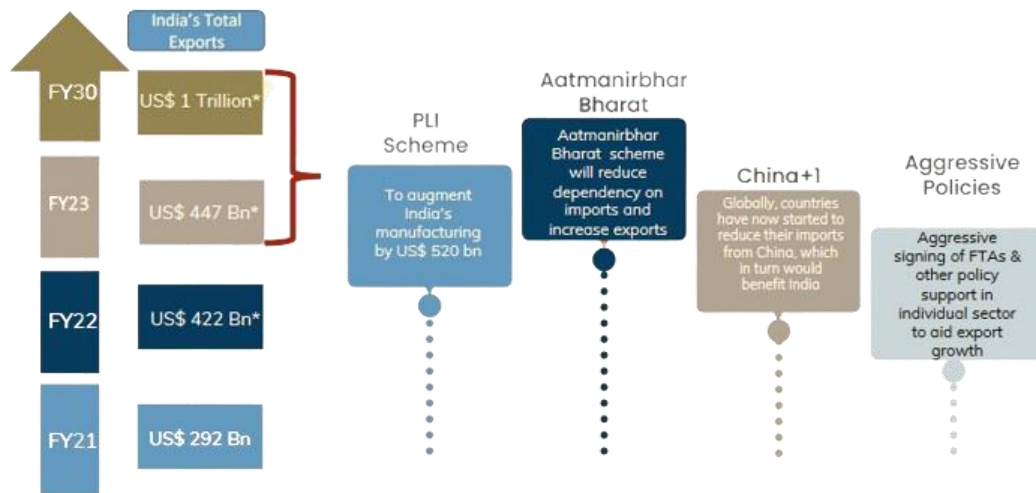 India's Total
Exports
FY30
US$ 1 Trillion*
FY23
US$ 447 Bn*
FY22
US$ 422 Bn*
FY21
US$ 292 Bn
PLI
Scheme
To augment
India's
manufacturing
by US$ 520 bn
Aatmanirbhar
Bharat
Aatmanirbhar
Bharat scheme
will reduce
dependency on
imports and
increase exports
China+1
Globally, countries
have now started to
reduce their imports
from China, which
in turn would
benefit India
Aggressive
Policies
Aggressive
signing of FTAs &
other policy
support in
individual sector
to aid export
growth